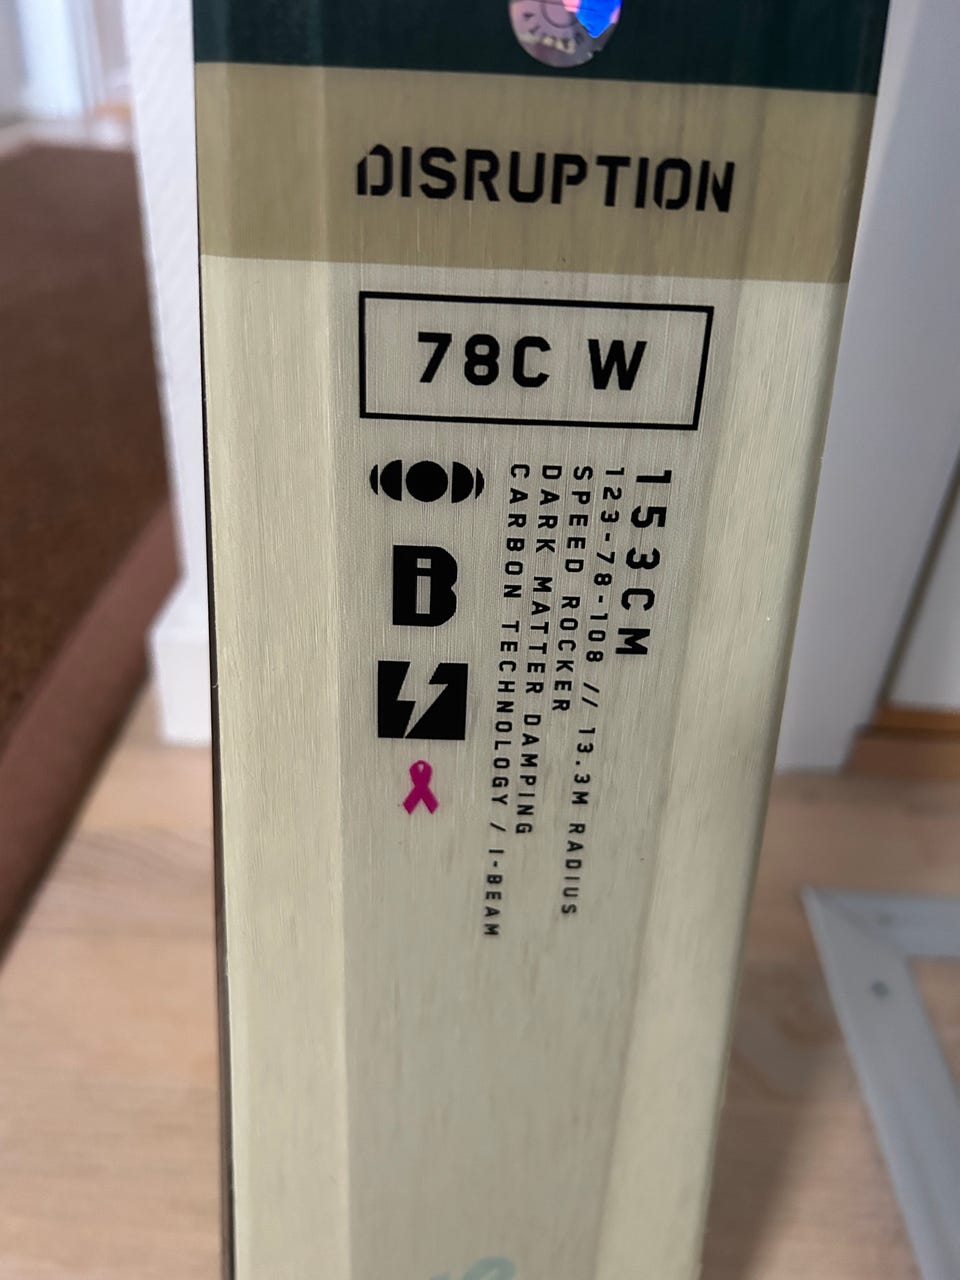 DISRUPTION
78C W
153CM
123-78-108 // 13.3M RADIUS
SPEED ROCKER
DARK MATTER DAMPING
CARBON TECHNOLOGY / I-BEAM